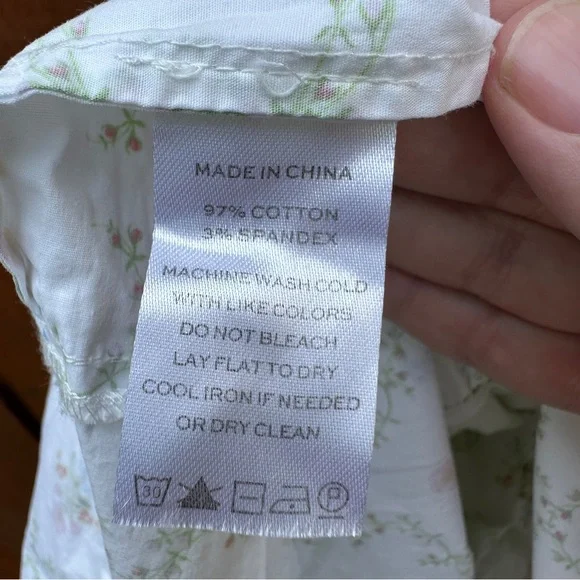 MADE IN CHINA
97% COTTON
3% SPANDEX
MACHINE WASH COLD
WITH LIKE COLORS
DO NOT BLEACH
LAY FLAT TO DRY
COOL IRON IF NEEDED
OR DRY CLEAN
30 P